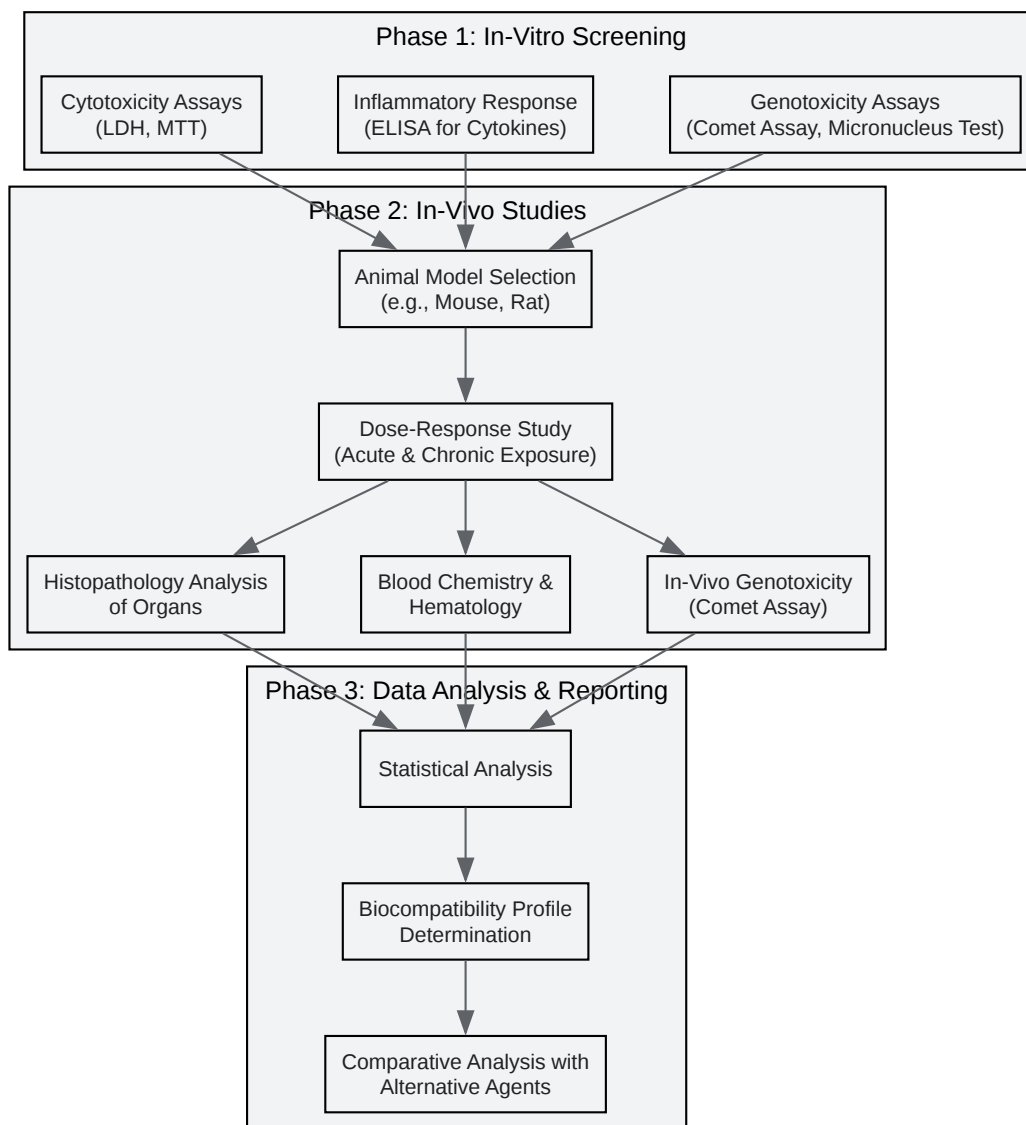 Phase 1: In-Vitro Screening
Cytotoxicity Assays
(LDH, MTT)
Inflammatory Response
(ELISA for Cytokines)
Genotoxicity Assays
(Comet Assay, Micronucleus Test)
Phase 2: In-Vivo Studies
Animal Model Selection
(e.g., Mouse, Rat)
Dose-Response Study
(Acute & Chronic Exposure)
Histopathology Analysis
of Organs
Blood Chemistry &
Hematology
In-Vivo Genotoxicity
(Comet Assay)
Phase 3: Data Analysis & Reporting
Statistical Analysis
Biocompatibility Profile
Determination
Comparative Analysis with
Alternative Agents